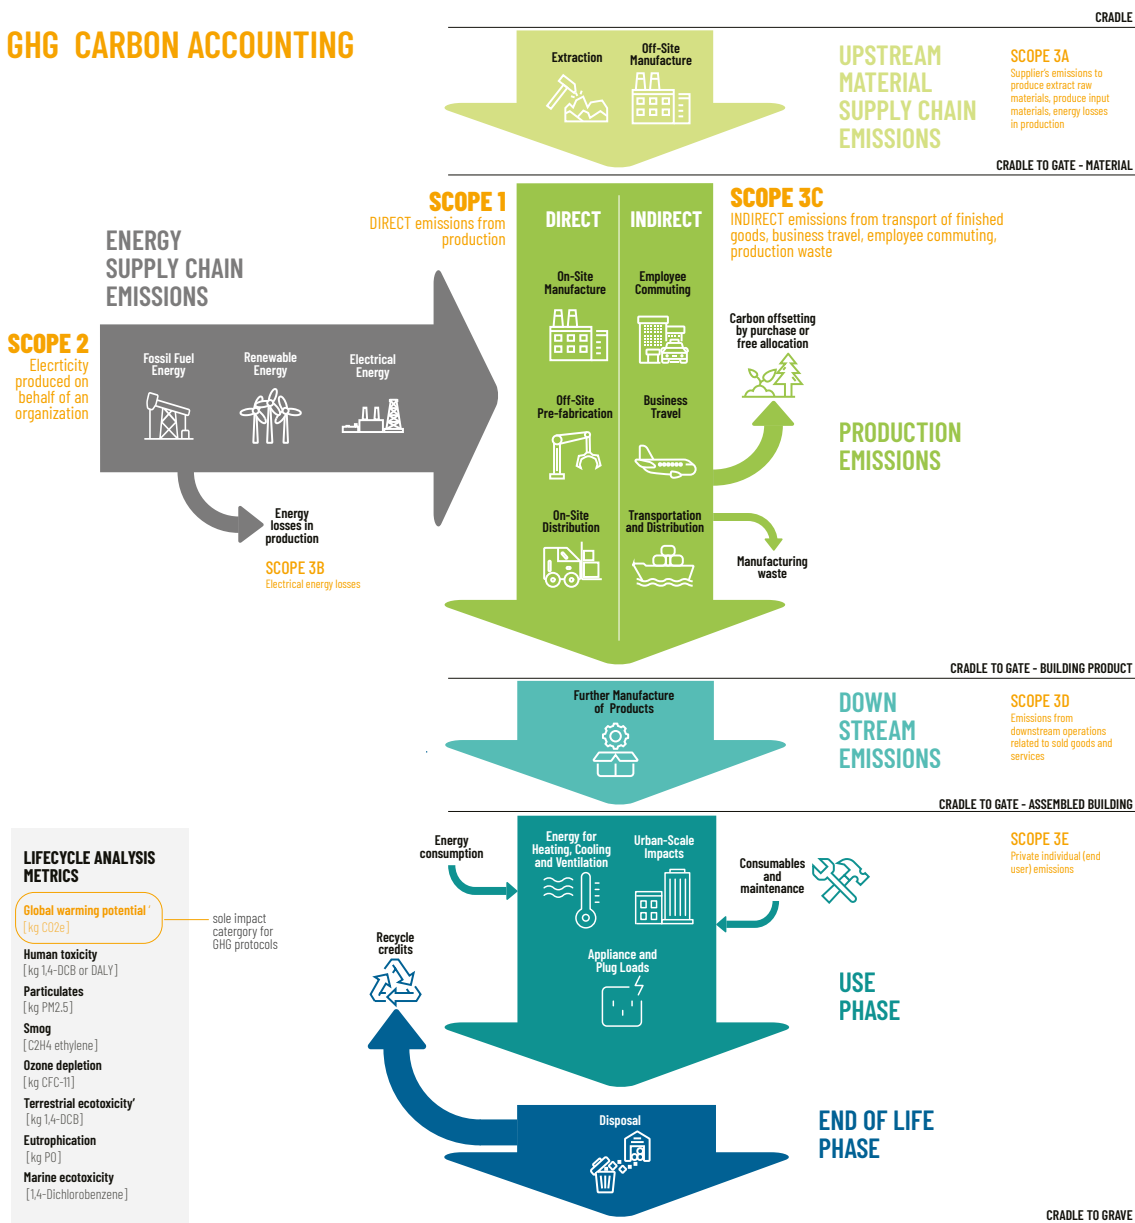 GHG CARBON ACCOUNTING
CRADLE
Extraction
Off-Site
Manufacture
UPSTREAM
MATERIAL
SUPPLY CHAIN
EMISSIONS
SCOPE 3A
Supplier's emissions to
produce extract raw
materials, produce input
materials, energy losses
in production
CRADLE TO GATE - MATERIAL
SCOPE 1
DIRECT emissions from
production
DIRECT
INDIRECT
SCOPE 3C
INDIRECT emissions from transport of finished
goods, business travel, employee commuting,
production waste
ENERGY
SUPPLY CHAIN
EMISSIONS
SCOPE 2
Elecrticity
produced on
behalf of an
organization
Fossil Fuel
Energy
Renewable
Energy
Electrical
Energy
Energy
losses in
production
SCOPE 3B
Electrical energy losses
On-Site
Manufacture
Employee
Commuting
Off-Site
Pre-fabrication
Business
Travel
On-Site
Distribution
Transportation
and Distribution
Carbon offsetting
by purchase or
free allocation
PRODUCTION
EMISSIONS
Manufacturing
waste
CRADLE TO GATE - BUILDING PRODUCT
Further Manufacture
of Products
DOWN
STREAM
EMISSIONS
SCOPE 3D
Emissions from
downstream operations
related to sold goods and
services
CRADLE TO GATE - ASSEMBLED BUILDING
Energy
consumption
Energy for
Heating, Cooling
and Ventilation
Urban-Scale
Impacts
Consumables
and
maintenance
SCOPE 3E
Private individual (end
user) emissions
Appliance and
Plug Loads
USE
PHASE
Recycle
credits
Disposal
END OF LIFE
PHASE
CRADLE TO GRAVE
LIFECYCLE ANALYSIS
METRICS
Global warming potential '
[kg CO2e]
sole impact
catergory for
GHG protocols
Human toxicity
[kg 1,4-DCB or DALY]
Particulates
[kg PM2.5]
Smog
[C2H4 ethylene]
Ozone depletion
[kg CFC-11]
Terrestrial ecotoxicity'
[kg 1,4-DCB]
Eutrophication
[kg PO]
Marine ecotoxicity
[1,4-Dichlorobenzene]